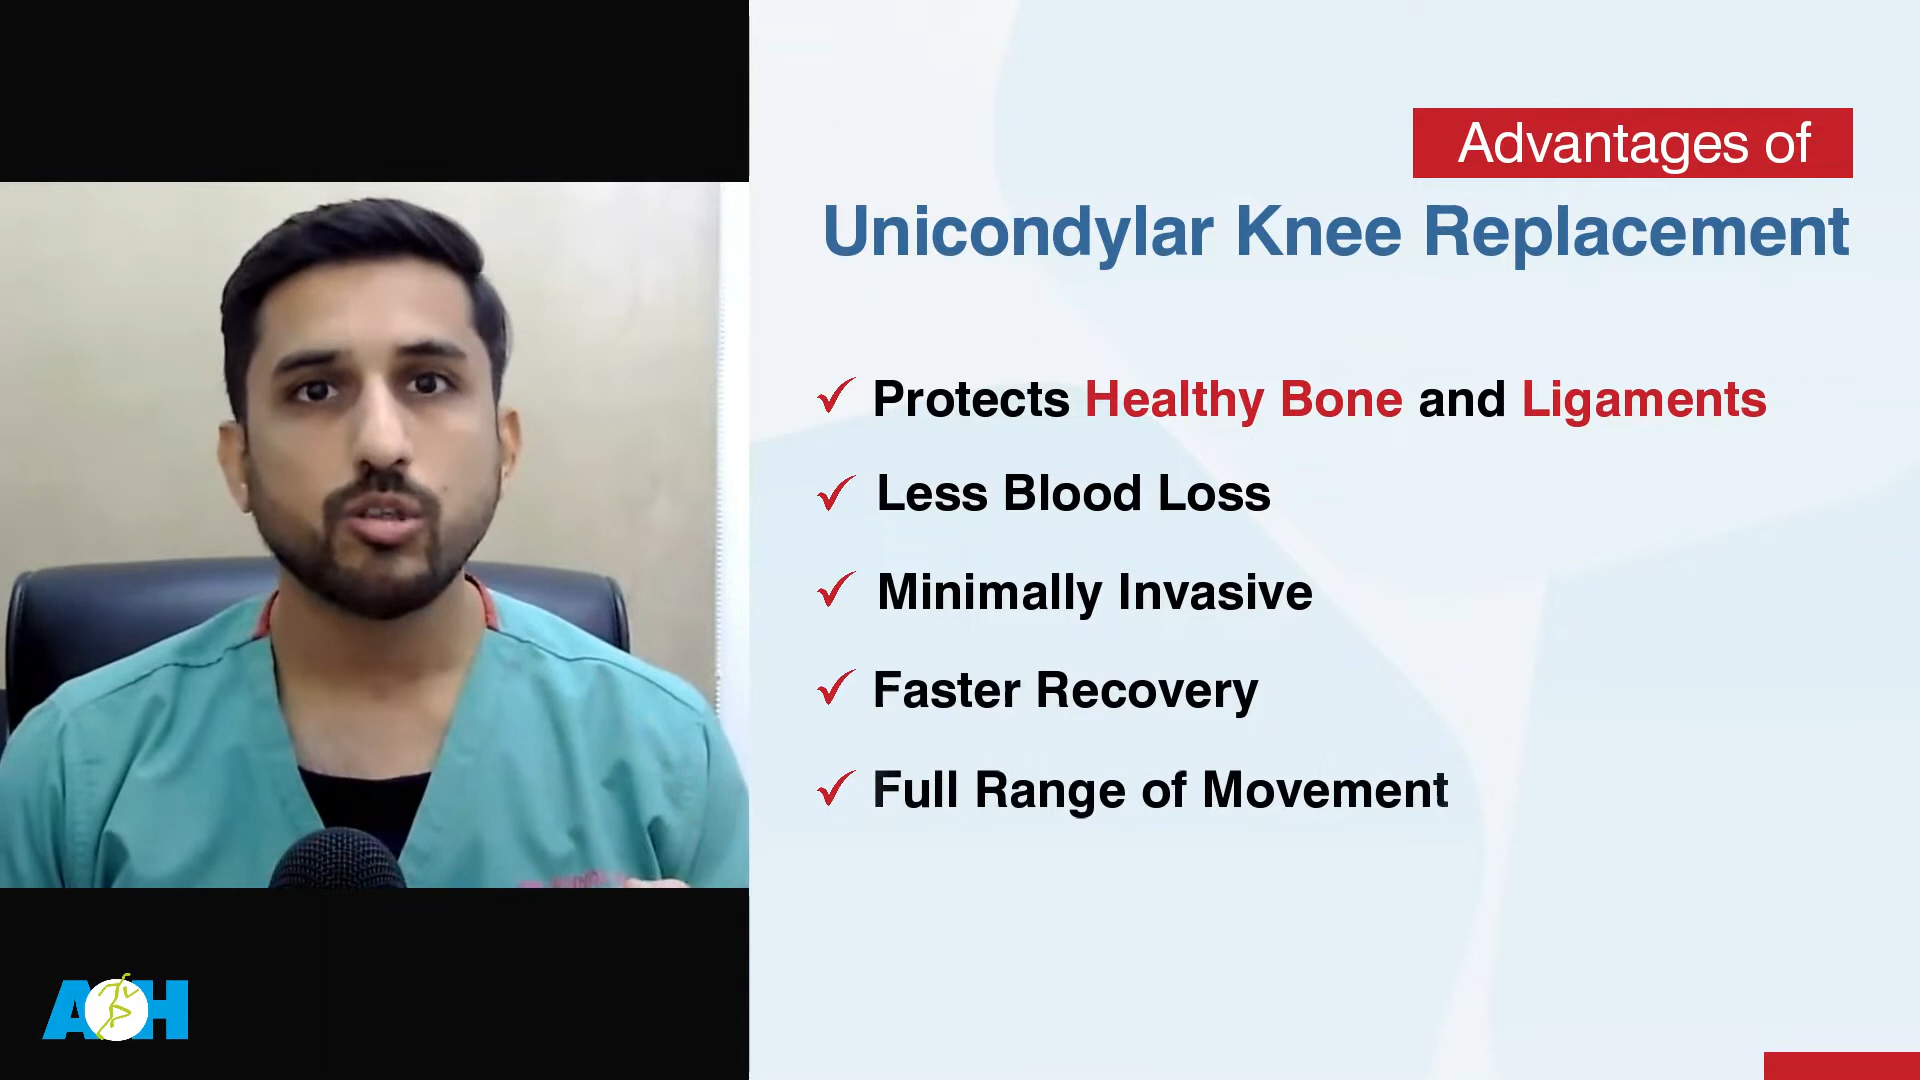 Advantages of
Unicondylar Knee Replacement
Protects Healthy Bone and Ligaments
Less Blood Loss
Minimally Invasive
Faster Recovery
Full Range of Movement
AOH